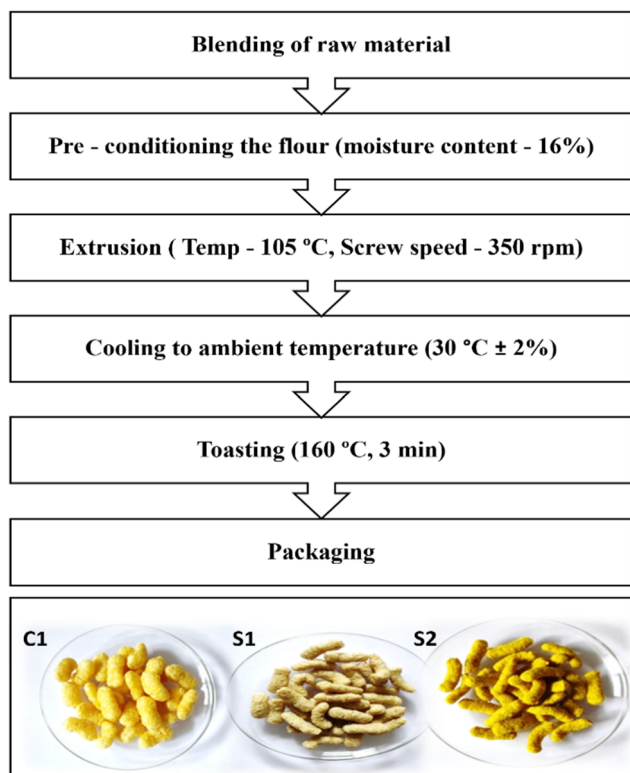 Blending of raw material
Pre - conditioning the flour (moisture content - 16%)
Extrusion ( Temp - 105 ºC, Screw speed - 350 rpm)
Cooling to ambient temperature (30 °C ± 2%)
Toasting (160 ºC, 3 min)
Packaging
C1 S1 S2